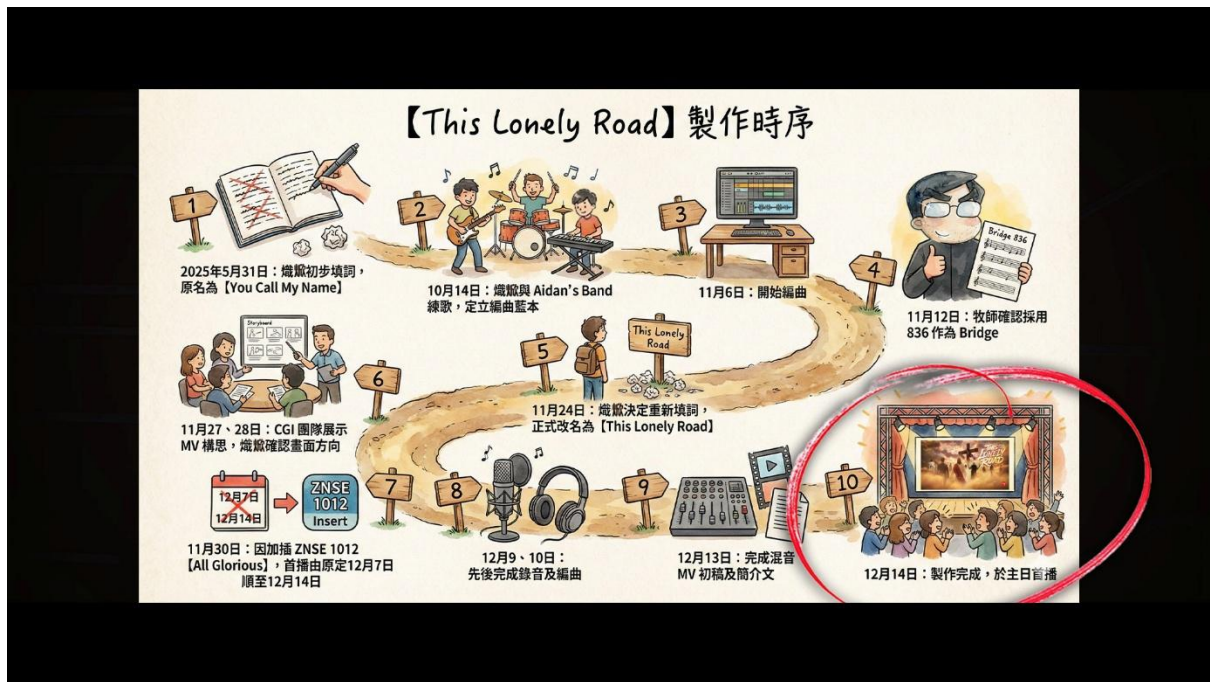 【This Lonely Road】製作時序
1
2025年5月31日：熾㷫初步填詞，
原名為【You Call My Name】
2
10月14日：熾㷫與 Aidan's Band
練歌，定立編曲藍本
3
11月6日：開始編曲
4
Bridge 836
11月12日：牧師確認採用
836 作為 Bridge
5
This Lonely
Road
11月24日：熾㷫決定重新填詞，
正式改名為【This Lonely Road】
6
Storyboard
11月27、28日：CGI 團隊展示
MV 構思，熾㷫確認畫面方向
7
12月7日
12月14日
ZNSE
1012
Insert
11月30日：因加插 ZNSE 1012
【All Glorious】，首播由原定12月7日
順至12月14日
8
12月9、10日：
先後完成錄音及編曲
9
12月13日：完成混音
MV 初稿及簡介文
10
THIS
LONELY
ROAD
12月14日：製作完成，於主日首播